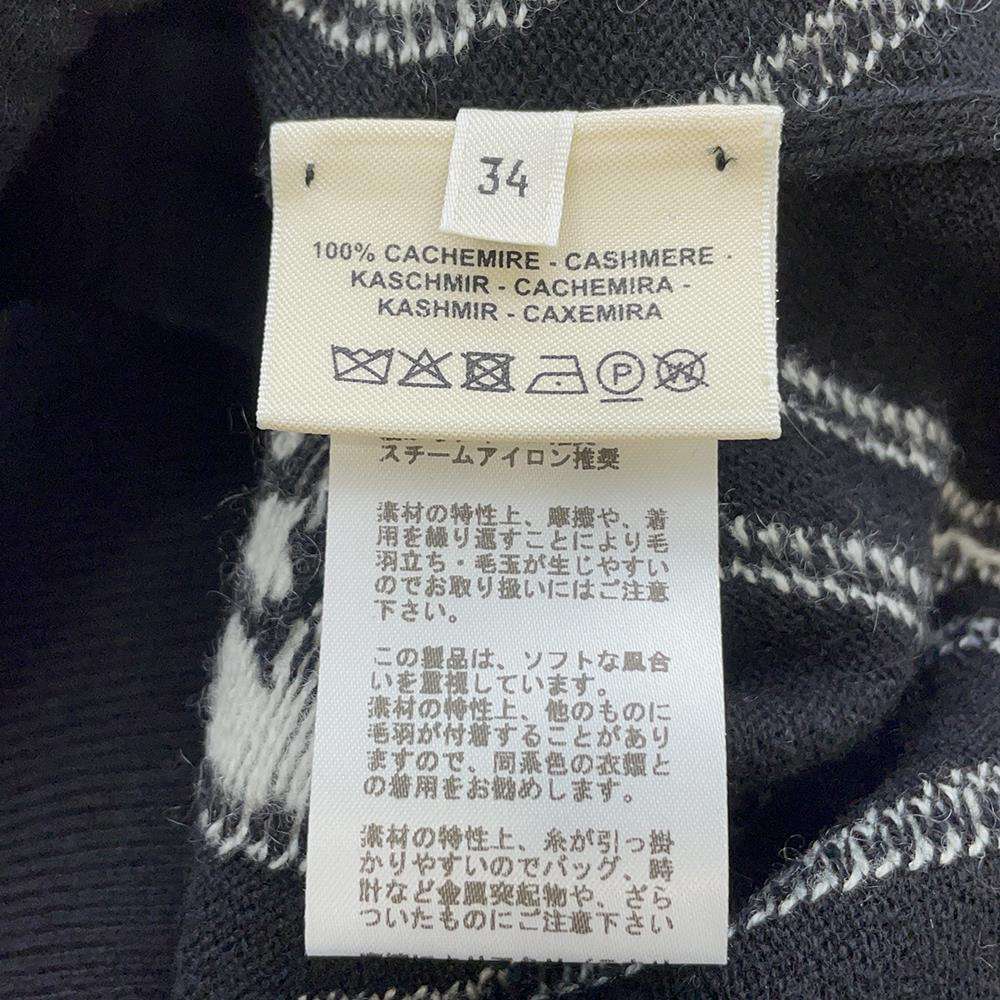 34
100% CACHEMIRE - CASHMERE -
KASCHMIR - CACHEMIRA -
KASHMIR - CAXEMIRA
P
W
スチームアイロン推奨
素材の特性上、摩擦や、着
用を繰り返すことにより毛
羽立ち・毛玉が生じやすい
のでお取り扱いにはご注意
下さい。
この製品は、ソフトな風合
いを重視しています。
素材の特性上、他のものに
毛羽が付着することがあり
ますので、同系色の衣類と
の着用をお勧めします。
素材の特性上、糸が引っ掛
かりやすいのでバッグ、時
計など金属突起物や、ざら
ついたものにご注意下さい